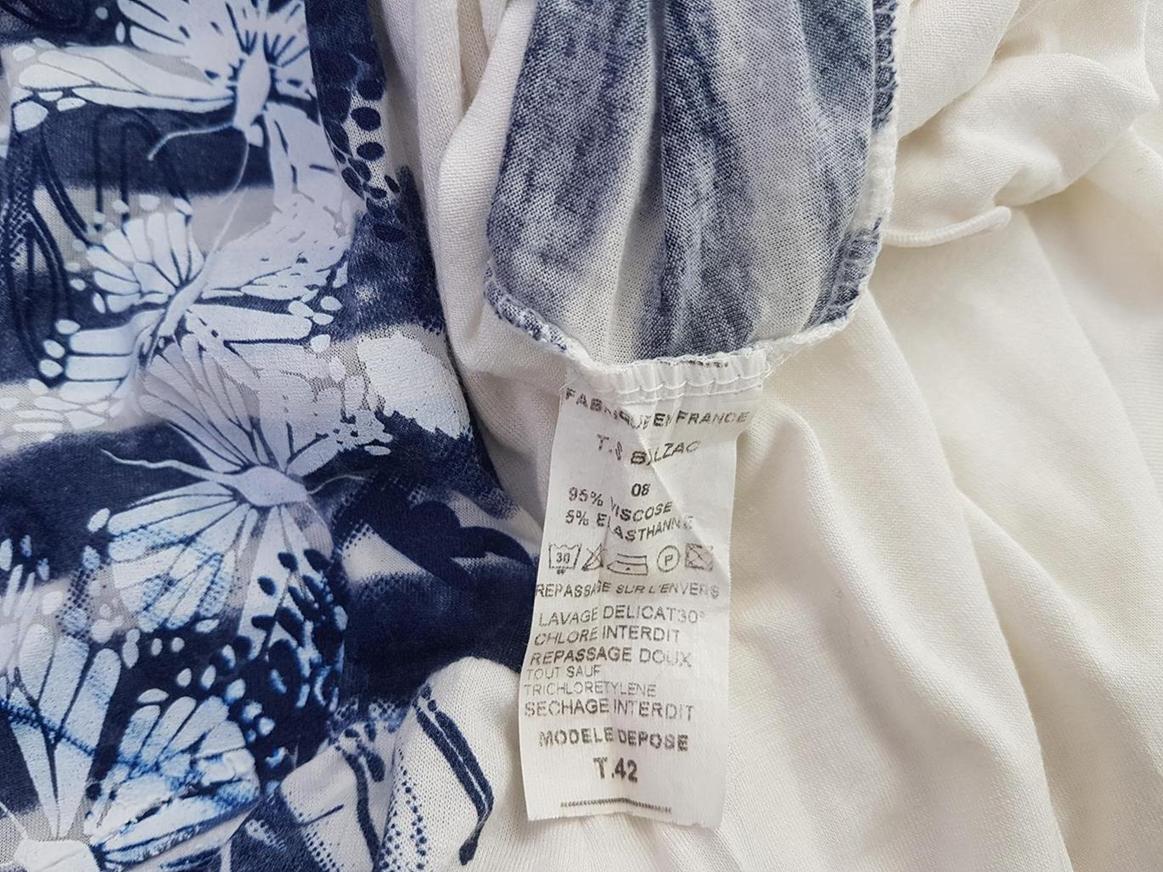 FABRIQUE EN FRANCE
BALZAC
08
95% VISCOSE
5% ELASTHANNE
30 P
REPASSAGE SUR L'ENVERS
LAVAGE DELICAT 30°
CHLORE INTERDIT
REPASSAGE DOUX
TOUT SAUF
TRICHLORETYLENE
SECHAGE INTERDIT
MODELE DEPOSE
T.42